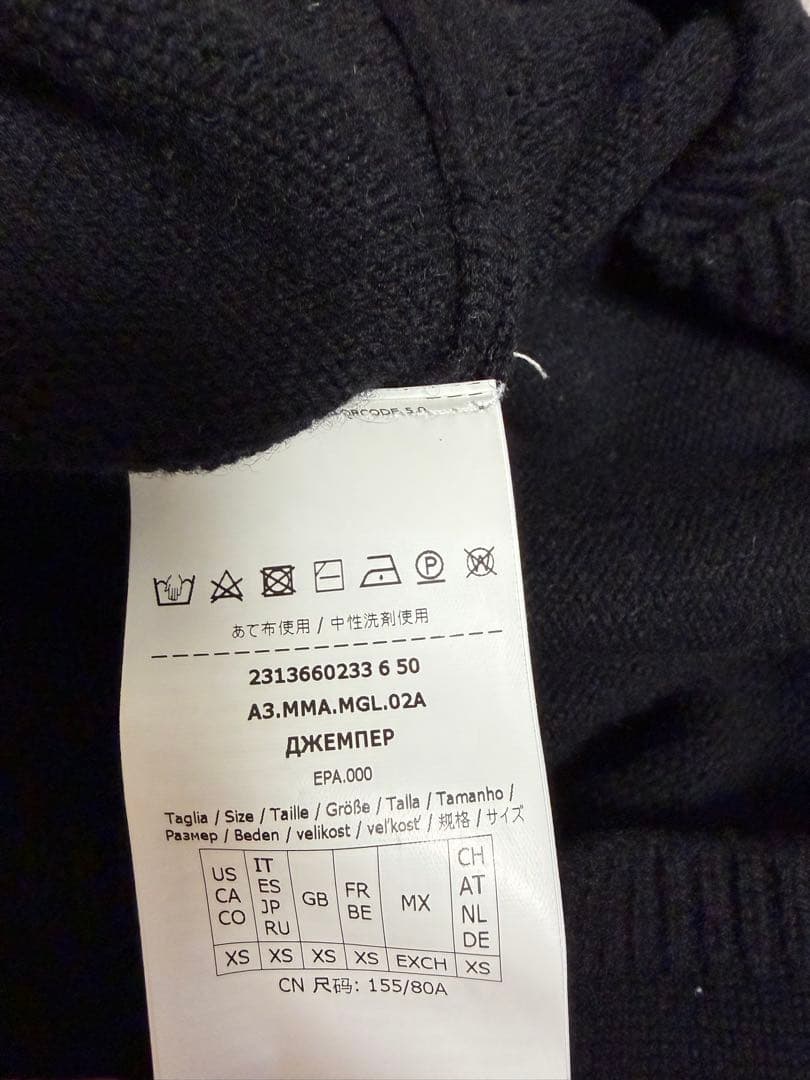 あて布使用 / 中性洗剤使用
2313660233 6 50
A3.MMA.MGL.02A
ДЖЕМПЕР
EPA.000
Taglia / Size / Taille / Größe / Talla / Tamanho /
Размер / Beden / velikost / veľkosť / 规格 / サイズ
US CA CO IT ES JP RU GB FR BE MX CH AT NL DE
XS XS XS XS EXCH XS
CN 尺码: 155/80A